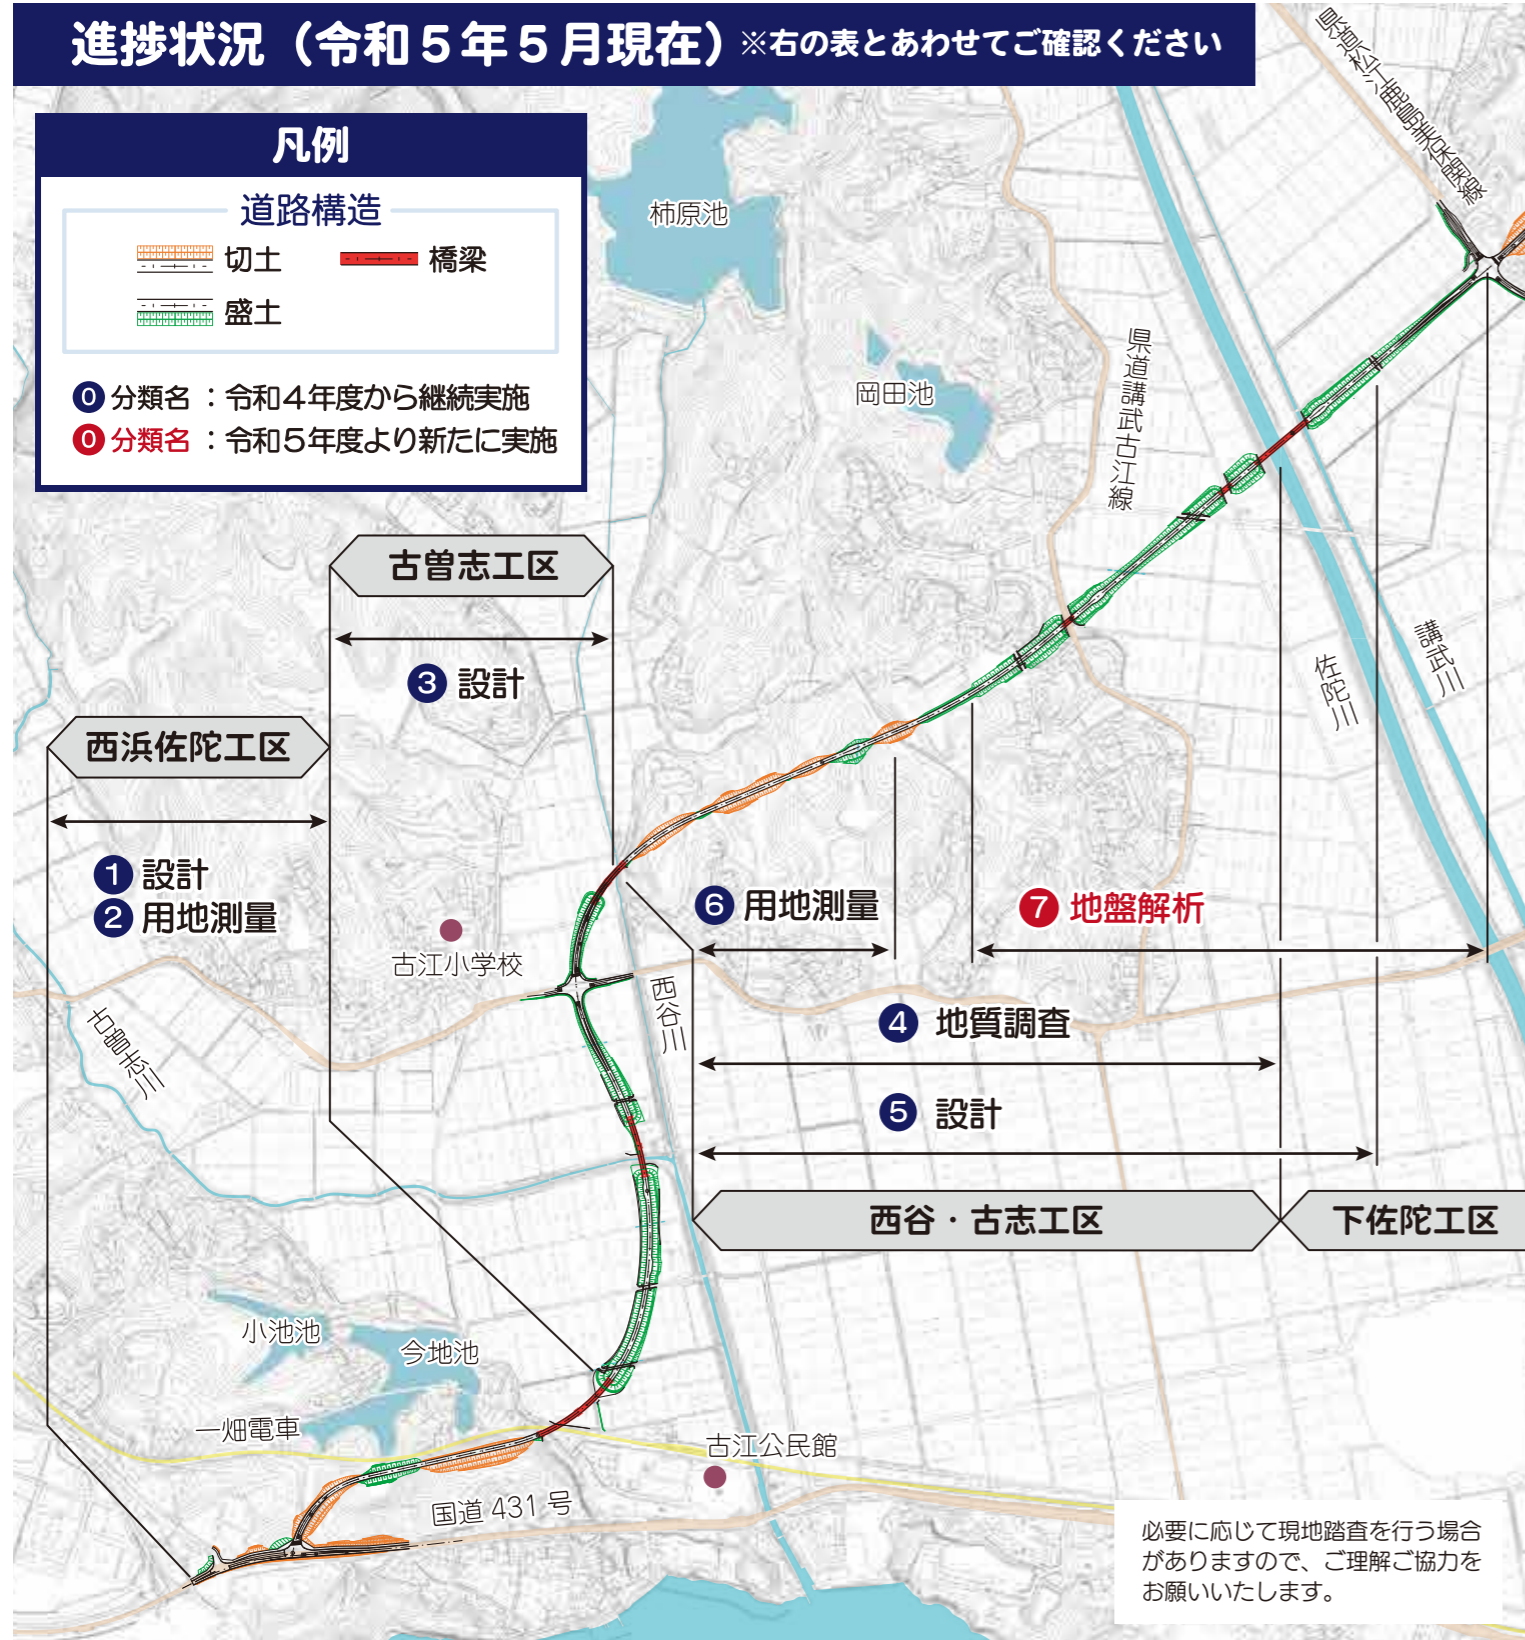 進捗状況（令和５年５月現在）※右の表とあわせてご確認ください
凡例
道路構造
切土
橋梁
盛土
0 分類名 ：令和４年度から継続実施
0 分類名 ：令和５年度より新たに実施
県道松江鹿島美保関線
柿原池
岡田池
県道講武古江線
古曽志工区
3 設計
佐陀川
講武川
西浜佐陀工区
1 設計
2 用地測量
6 用地測量
7 地盤解析
古江小学校
西谷川
4 地質調査
古曽志川
5 設計
西谷・古志工区
下佐陀工区
小池池
今地池
一畑電車
古江公民館
国道 431 号
必要に応じて現地踏査を行う場合
がありますので、ご理解ご協力を
お願いいたします。